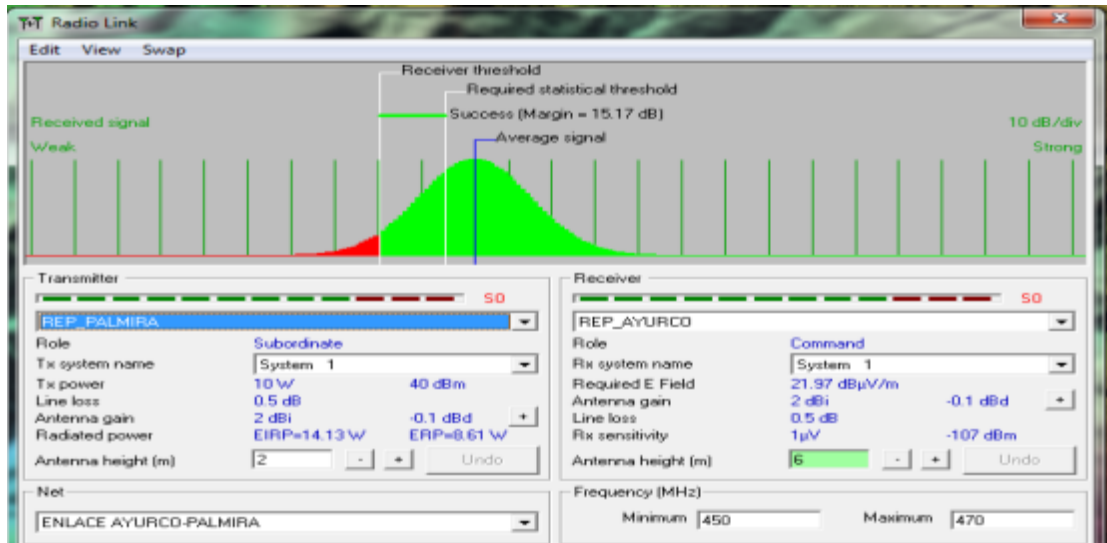 Radio Link
Edit View Swap
Receiver threshold
Required statistical threshold
Success (Margin = 15.17 dB)
Received signal
10 dB/div
Average signal
Weak
Strong
Transmitter
S0
REP_PALMIRA
Role Subordinate
Tx system name System 1
Tx power 10 W 40 dBm
Line loss 0.5 dB
Antenna gain 2 dBi -0.1 dBd +
Radiated power EIRP=14.13 W ERP=8.61 W
Antenna height (m) 2 - + Undo
Net
ENLACE AYURCO-PALMIRA
Receiver
S0
REP_AYURCO
Role Command
Rx system name System 1
Required E Field 21.97 dBµV/m
Antenna gain 2 dBi -0.1 dBd +
Line loss 0.5 dB
Rx sensitivity 1µV -107 dBm
Antenna height (m) 6 - + Undo
Frequency (MHz)
Minimum 450 Maximum 470